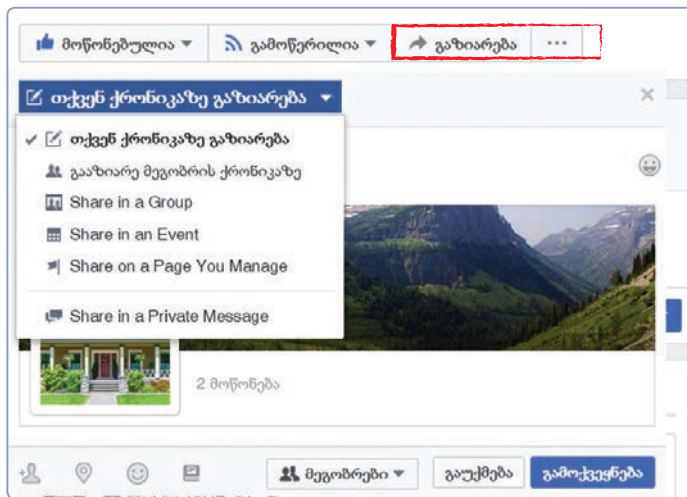 მოწონებულია გამოწერილია გაზიარება ...
თქვენ ქრონიკაზე გაზიარება
თქვენ ქრონიკაზე გაზიარება
გააზიარე მეგობრის ქრონიკაზე
Share in a Group
Share in an Event
Share on a Page You Manage
Share in a Private Message
2 მოწონება
მეგობრები გაუქმება გამოქვეყნება